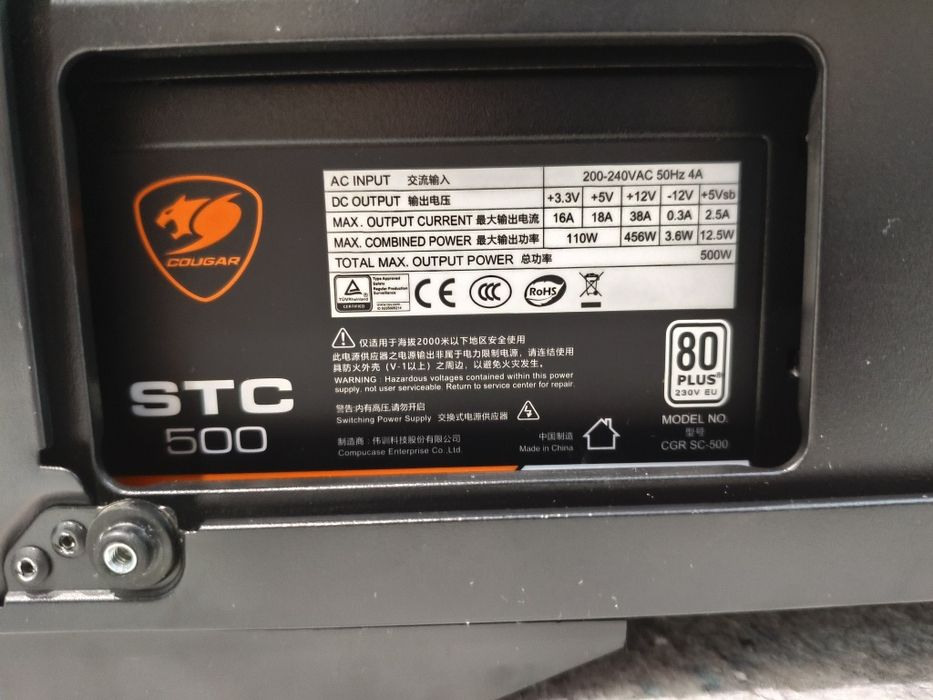 COUGAR
STC
500
AC INPUT 交流输入 200-240VAC 50Hz 4A
DC OUTPUT 输出电压 +3.3V +5V +12V -12V +5Vsb
MAX. OUTPUT CURRENT 最大输出电流 16A 18A 38A 0.3A 2.5A
MAX. COMBINED POWER 最大输出功率 110W 456W 3.6W 12.5W
TOTAL MAX. OUTPUT POWER 总功率 500W
TÜVRheinland
CERTIFIED
Type Approved
Safety
Regular Production
Surveillance
CE
CCC
RoHS
仅适用于海拔2000米以下地区安全使用
此电源供应器之电源输出非属于电力限制电源，请连结使用
具防火外壳（V-1以上）之周边，以避免火灾发生。
WARNING : Hazardous voltages contained within this power
supply, not user serviceable. Return to service center for repair.
警告:内有高压,请勿开启
Switching Power Supply 交换式电源供应器
制造商：伟训科技股份有限公司
Compucase Enterprise Co.,Ltd.
中国制造
Made in China
80
PLUS®
230V EU
MODEL NO.
型号
CGR SC-500